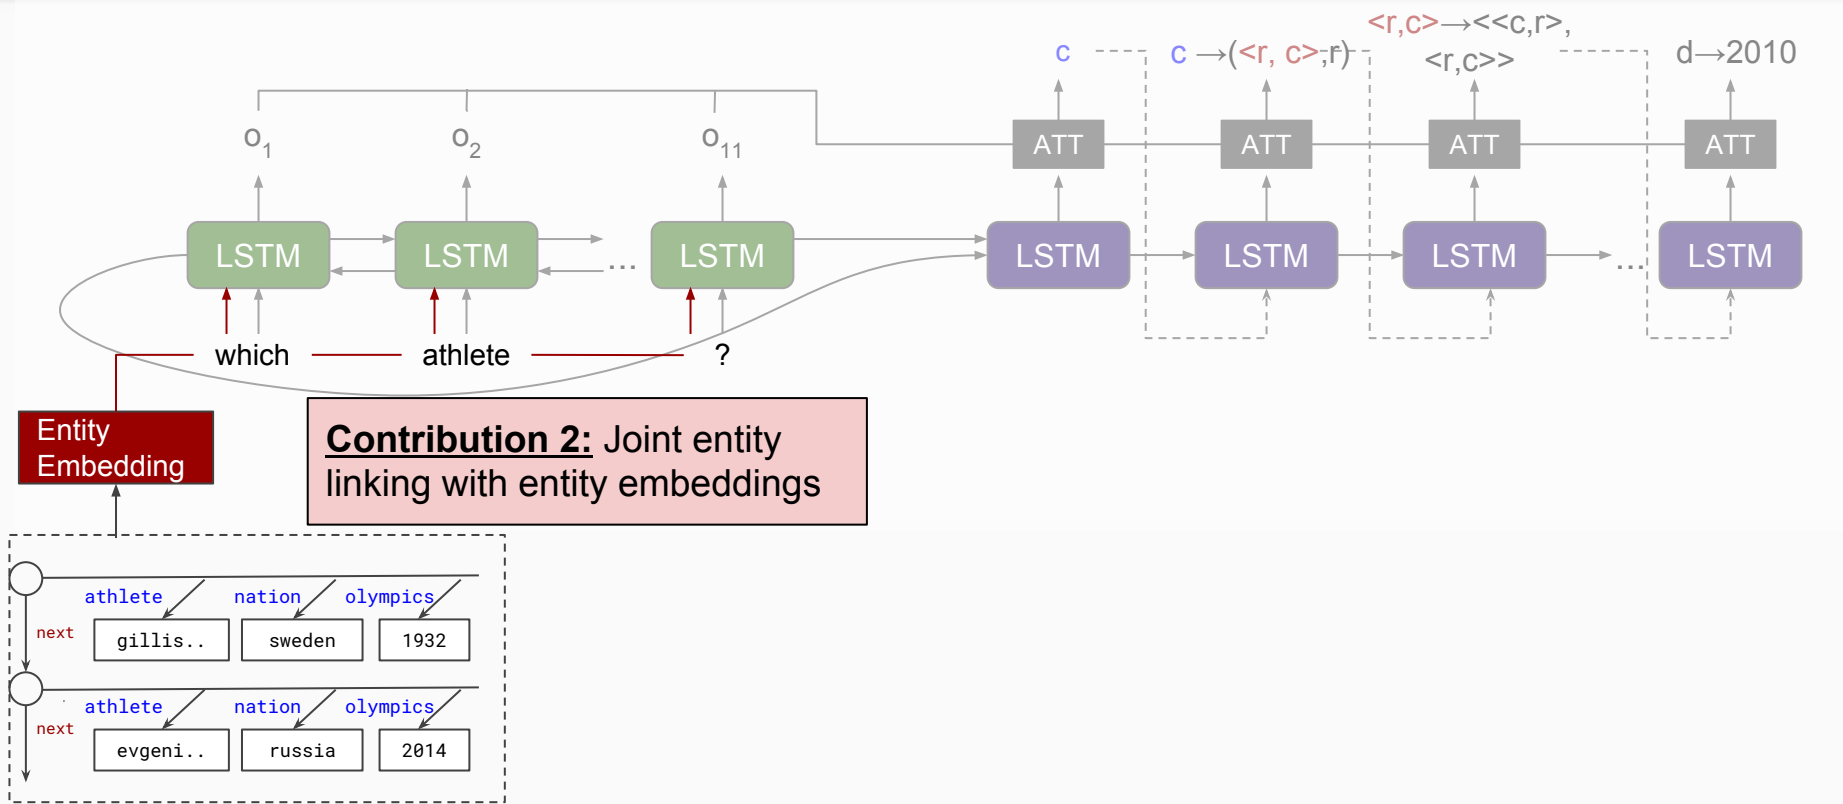 <r,c>→<<c,r>,
c
c →(<r, c>,r)
<r,c>>
d→2010
o1
o2
o11
ATT
ATT
ATT
ATT
LSTM
LSTM
...
LSTM
LSTM
LSTM
LSTM
...
LSTM
which
athlete
?
Entity
Embedding
Contribution 2: Joint entity
linking with entity embeddings
athlete
nation
olympics
next
gillis..
sweden
1932
athlete
nation
olympics
next
evgeni..
russia
2014